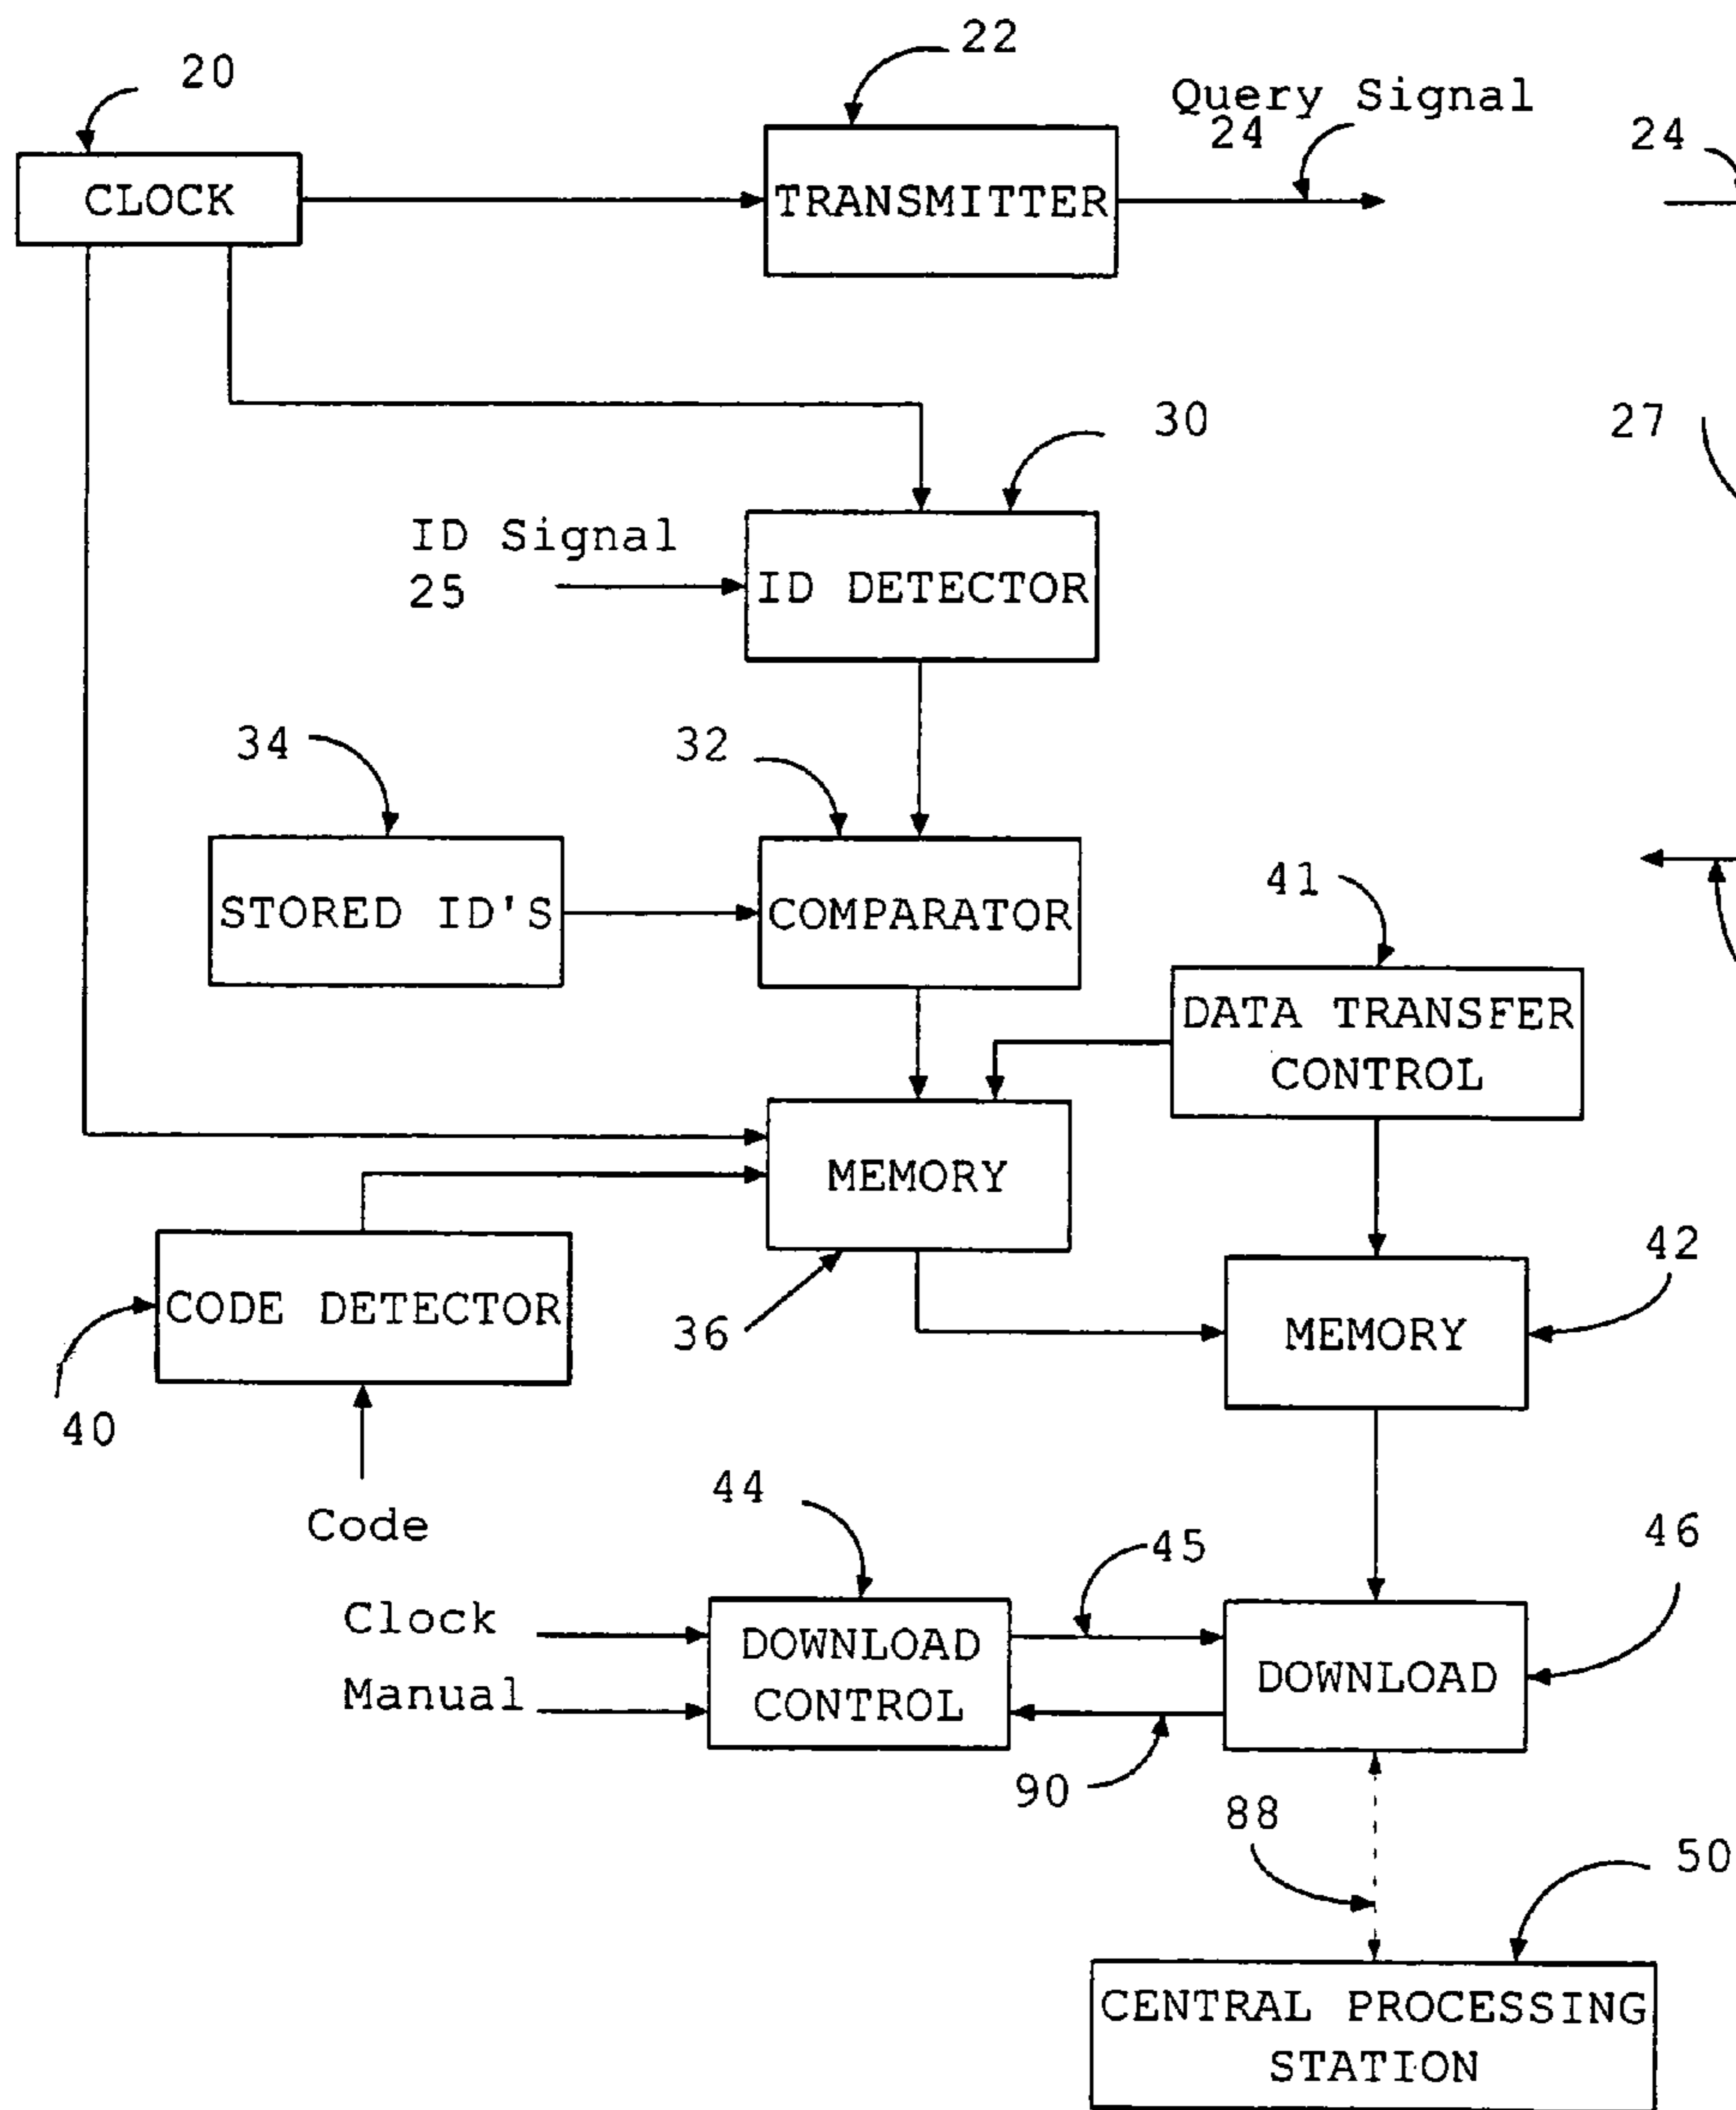 22
20
Query Signal
24
24
CLOCK
TRANSMITTER
30
27
ID Signal
25
ID DETECTOR
34
32
41
STORED ID'S
COMPARATOR
DATA TRANSFER
CONTROL
MEMORY
42
CODE DETECTOR
36
MEMORY
40
44
Code
45
46
Clock
DOWNLOAD
CONTROL
DOWNLOAD
Manual
90
88
50
CENTRAL PROCESSING
STATION